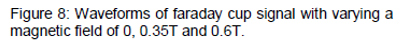 Figure 8: Waveforms of faraday cup signal with varying a
magnetic field of 0, 0.35T and 0.6T.